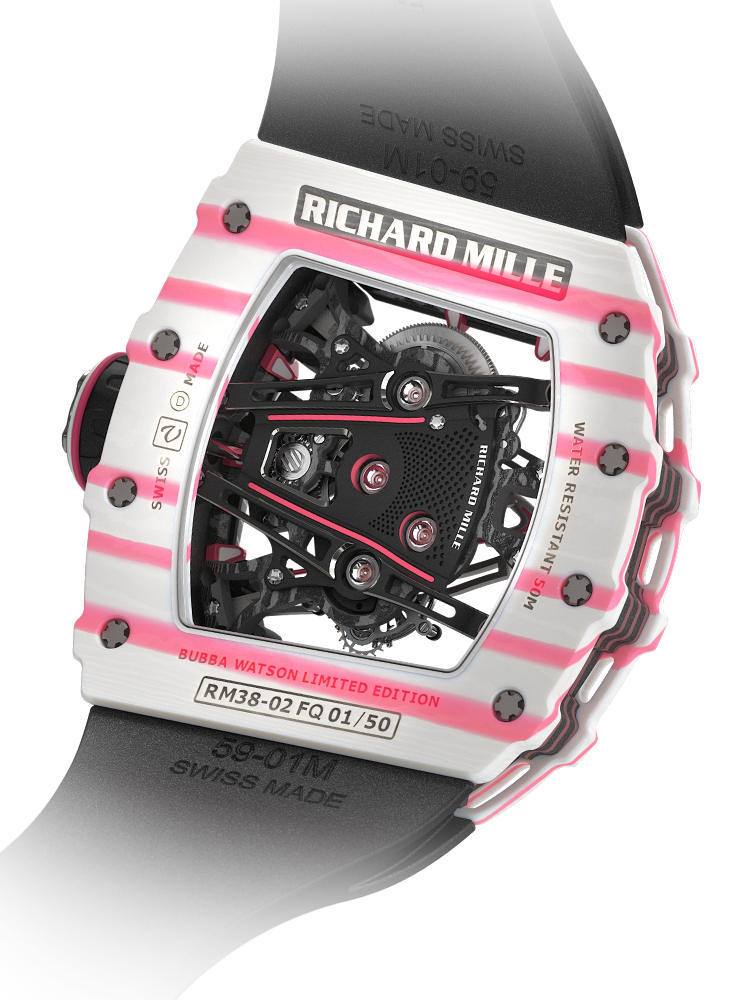 SWISS MADE
59-01M
RICHARD MILLE
SWISS
D MADE
WATER RESISTANT 50M
RICHARD MILLE
BUBBA WATSON LIMITED EDITION
RM38-02 FQ 01/50
59-01M
SWISS MADE